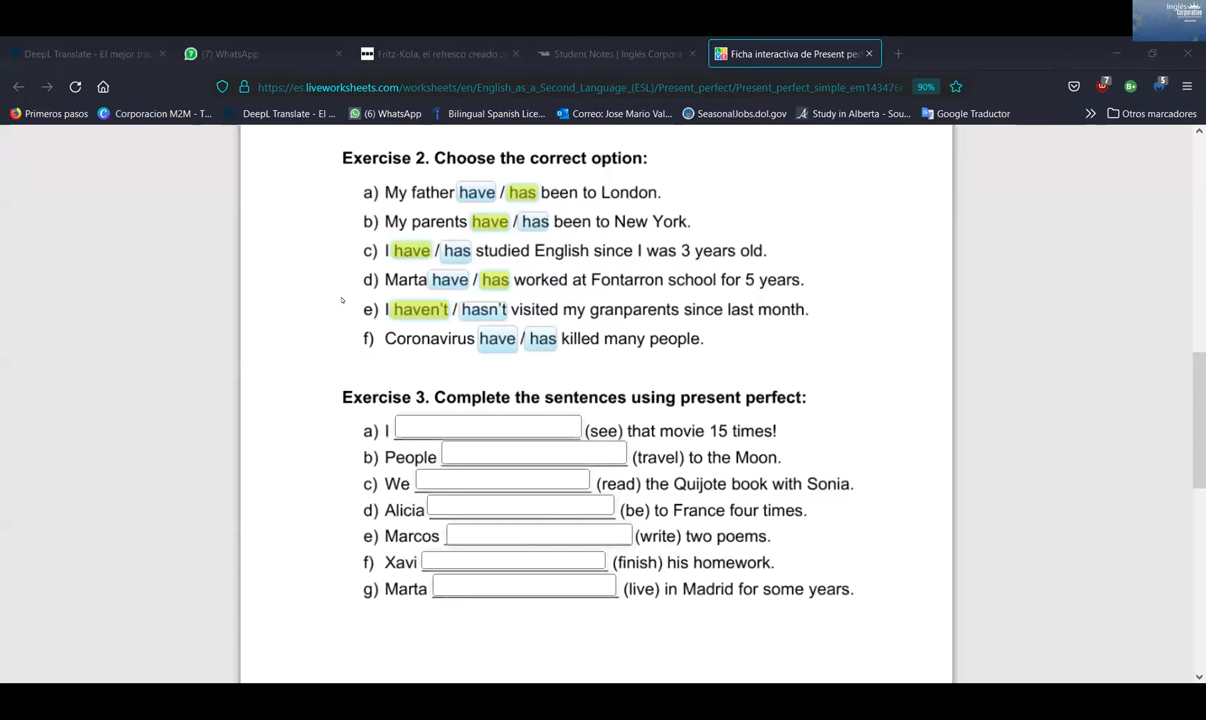 Inglés
Corporativo
DeepL Translate - El mejor tra
(7) WhatsApp
Fritz-Kola, el refresco creado
Student Notes | Inglés Corpora
Ficha interactiva de Present per
https://es.liveworksheets.com/worksheets/en/English_as_a_Second_Language_(ESL)/Present_perfect/Present_perfect_simple_em143476
90%
7
B+
5
Primeros pasos
Corporacion M2M - T...
DeepL Translate - El ...
(6) WhatsApp
Bilingual Spanish Lice...
Correo: Jose Mario Val...
SeasonalJobs.dol.gov
Study in Alberta - Sou...
Google Traductor
Otros marcadores
Exercise 2. Choose the correct option:
a) My father have / has been to London.
b) My parents have / has been to New York.
c) I have / has studied English since I was 3 years old.
d) Marta have / has worked at Fontarron school for 5 years.
e) I haven't / hasn't visited my granparents since last month.
f) Coronavirus have / has killed many people.
Exercise 3. Complete the sentences using present perfect:
a) I (see) that movie 15 times!
b) People (travel) to the Moon.
c) We (read) the Quijote book with Sonia.
d) Alicia (be) to France four times.
e) Marcos (write) two poems.
f) Xavi (finish) his homework.
g) Marta (live) in Madrid for some years.